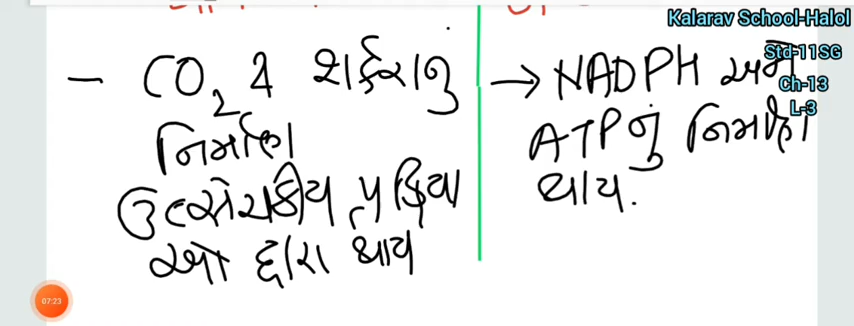 Kalarav School-Halol
Std-11SG
Ch-13
L-3
– CO2 ને શર્કરાનું
નિર્માણ
ઉત્સેચકીય પ્રક્રિયા
ઓ દ્વારા થાય
→ NADPH અને
ATPનું નિર્માણ
થાય.
07:23